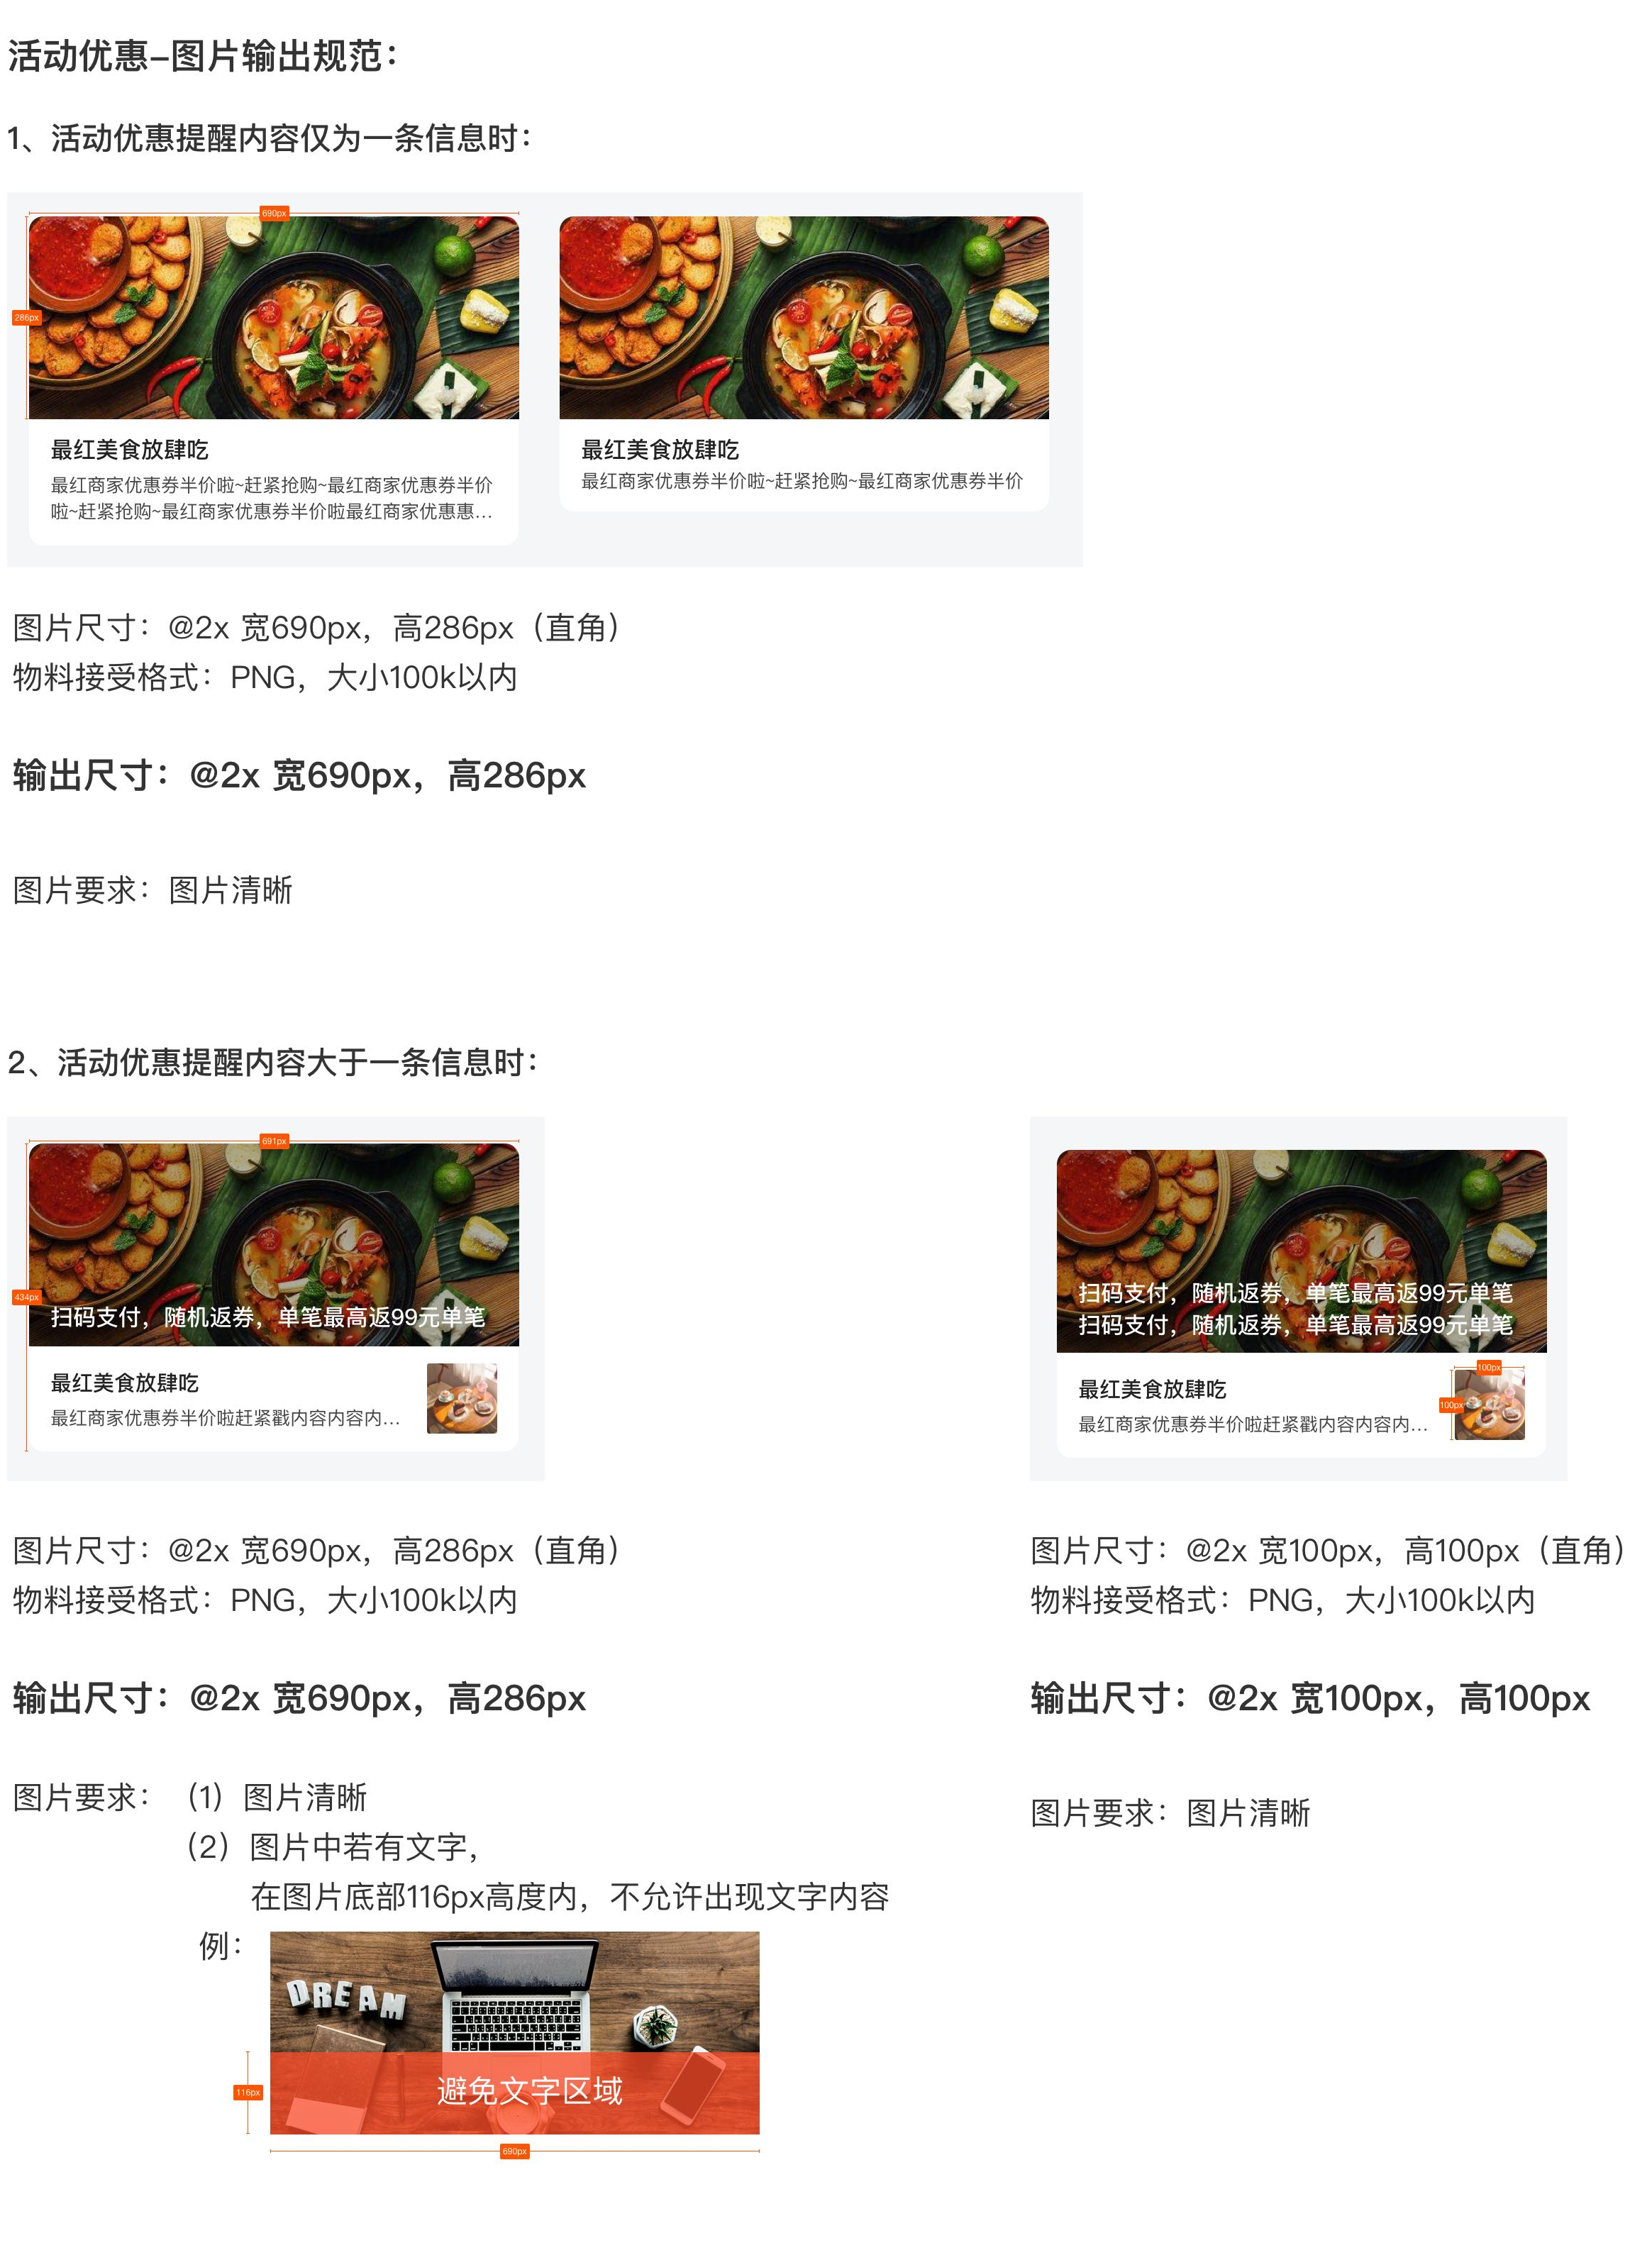 活动优惠–图片输出规范：
1、活动优惠提醒内容仅为一条信息时：
690px
286px
最红美食放肆吃
最红商家优惠券半价啦~赶紧抢购~最红商家优惠券半价
啦~赶紧抢购~最红商家优惠券半价啦最红商家优惠惠...
最红美食放肆吃
最红商家优惠券半价啦~赶紧抢购~最红商家优惠券半价
图片尺寸：@2x 宽690px，高286px（直角）
物料接受格式：PNG，大小100k以内
输出尺寸：@2x 宽690px，高286px
图片要求：图片清晰
2、活动优惠提醒内容大于一条信息时：
691px
434px
扫码支付，随机返券，单笔最高返99元单笔
最红美食放肆吃
最红商家优惠券半价啦赶紧戳内容内容内...
扫码支付，随机返券，单笔最高返99元单笔
扫码支付，随机返券，单笔最高返99元单笔
100px
100px
最红美食放肆吃
最红商家优惠券半价啦赶紧戳内容内容内...
图片尺寸：@2x 宽690px，高286px（直角）
物料接受格式：PNG，大小100k以内
输出尺寸：@2x 宽690px，高286px
图片要求：（1）图片清晰
（2）图片中若有文字，
在图片底部116px高度内，不允许出现文字内容
例：
DREAM
116px
避免文字区域
690px
图片尺寸：@2x 宽100px，高100px（直角）
物料接受格式：PNG，大小100k以内
输出尺寸：@2x 宽100px，高100px
图片要求：图片清晰